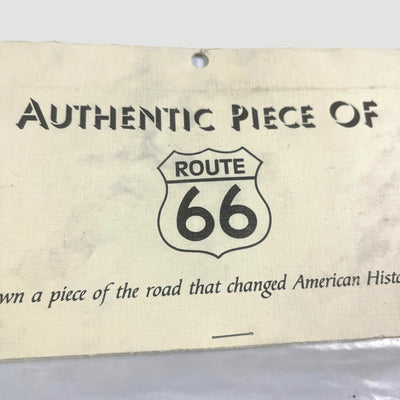 AUTHENTIC PIECE OF
ROUTE
66
wn a piece of the road that changed American Histo